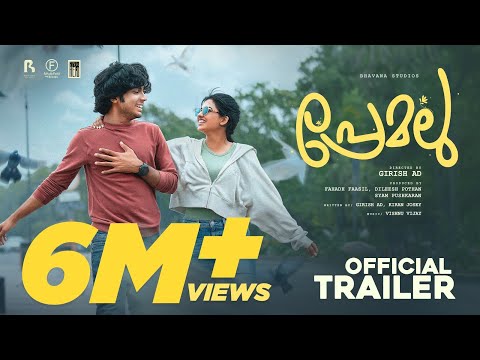 BHAVANA STUDIOS
പ്രേമലു
DIRECTED BY
GIRISH AD
PRODUCED BY
FAHADH FAASIL, DILEESH POTHAN
SYAM PUSHKARAN
WRITTEN BY: GIRISH AD, KIRAN JOSEY
MUSIC: VISHNU VIJAY
6M+
VIEWS
OFFICIAL
TRAILER